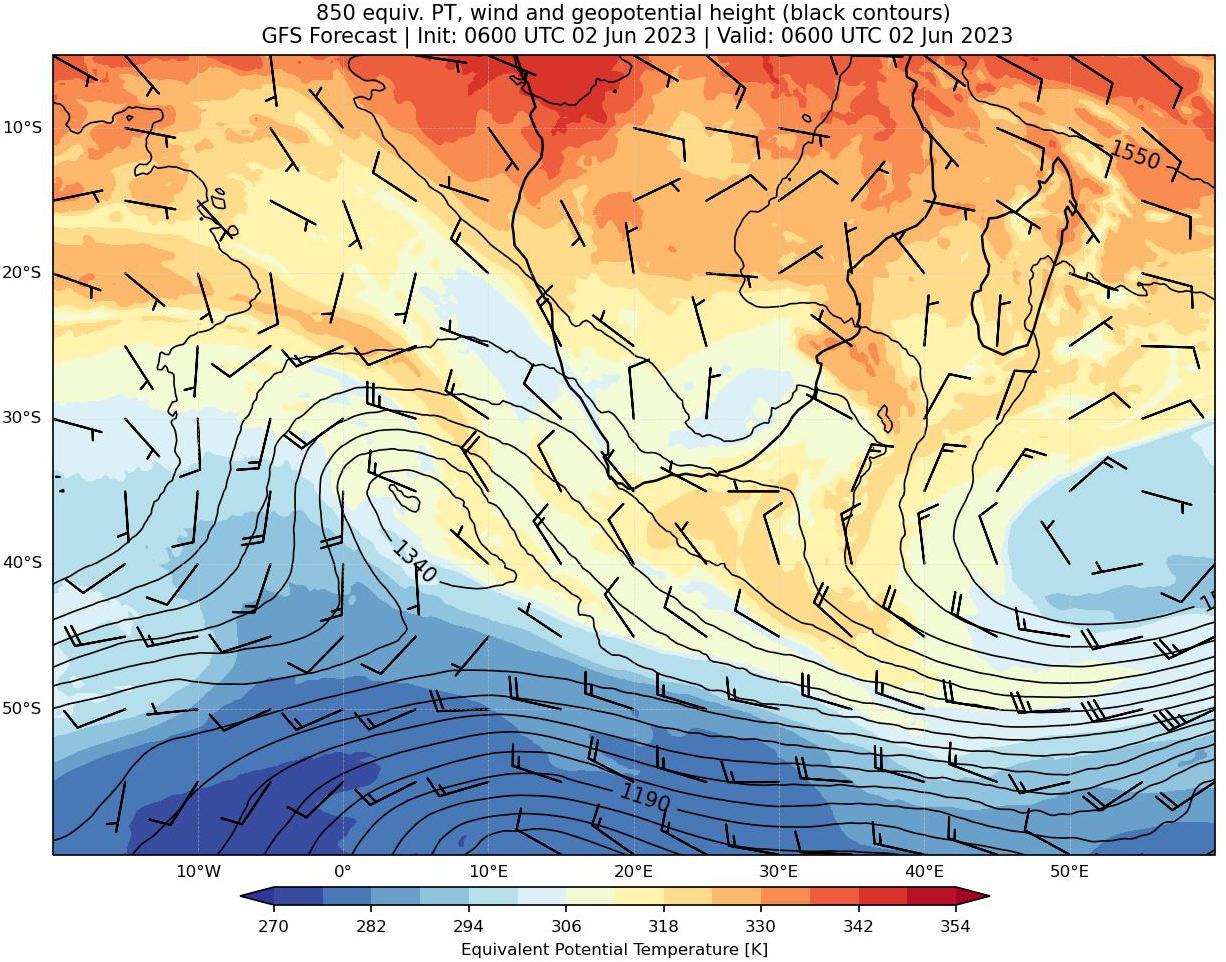 850 equiv. PT, wind and geopotential height (black contours)
GFS Forecast | Init: 0600 UTC 02 Jun 2023 | Valid: 0600 UTC 02 Jun 2023
10°S
1550
20°S
30°S
40°S
1340
50°S
1190
10°W 0° 10°E 20°E 30°E 40°E 50°E
270 282 294 306 318 330 342 354
Equivalent Potential Temperature [K]